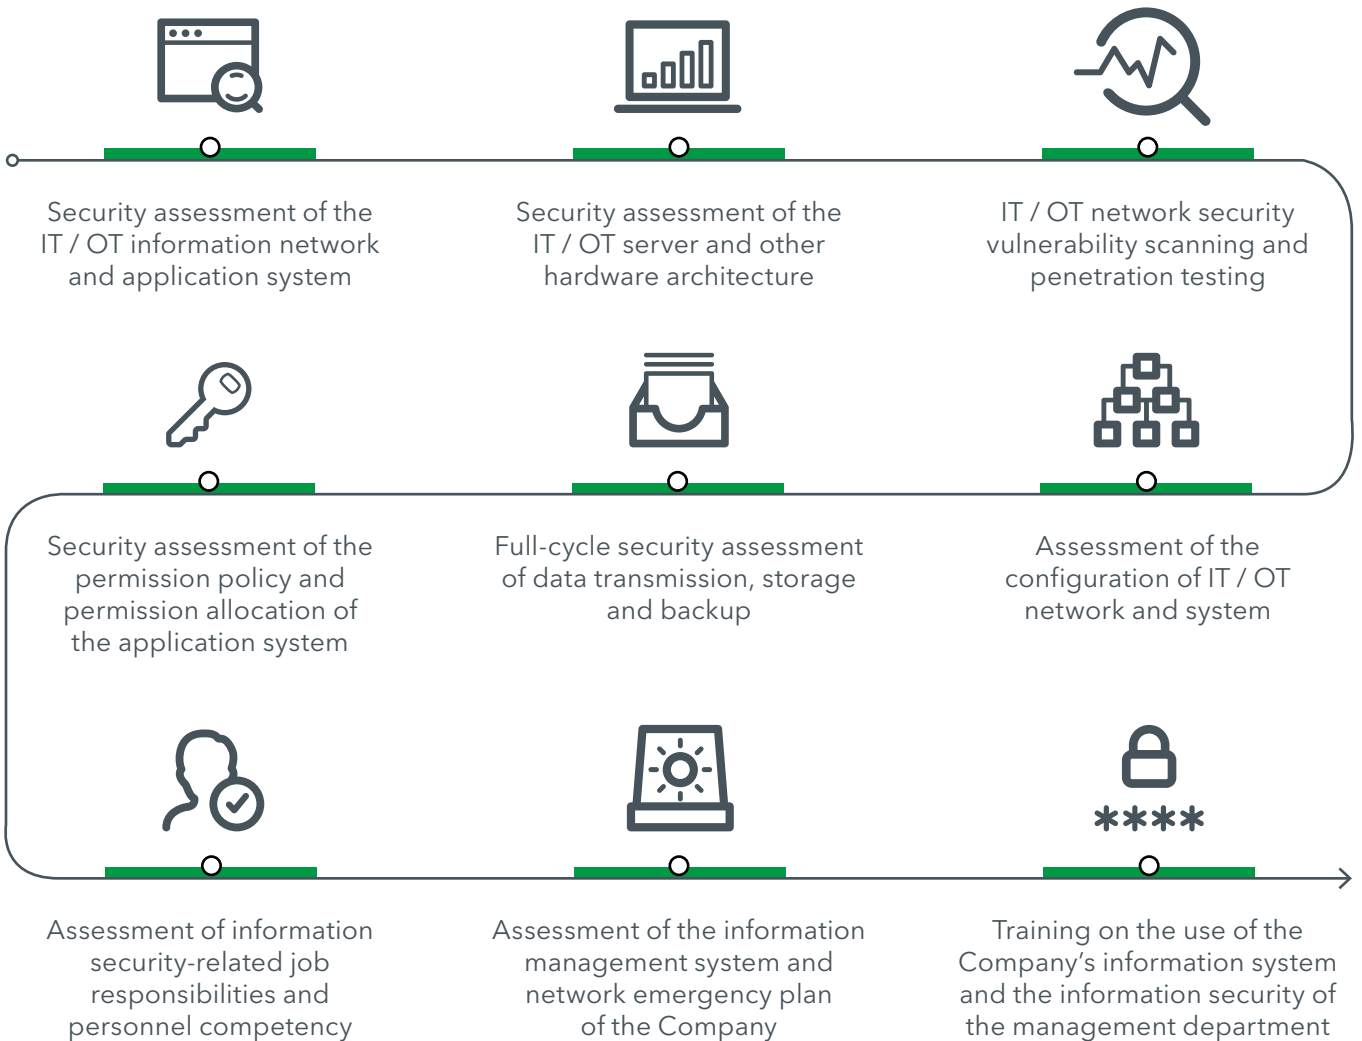 Security assessment of the
IT / OT information network
and application system
Security assessment of the
IT / OT server and other
hardware architecture
IT / OT network security
vulnerability scanning and
penetration testing
Security assessment of the
permission policy and
permission allocation of
the application system
Full-cycle security assessment
of data transmission, storage
and backup
Assessment of the
configuration of IT / OT
network and system
****
Assessment of information
security-related job
responsibilities and
personnel competency
Assessment of the information
management system and
network emergency plan
of the Company
Training on the use of the
Company’s information system
and the information security of
the management department